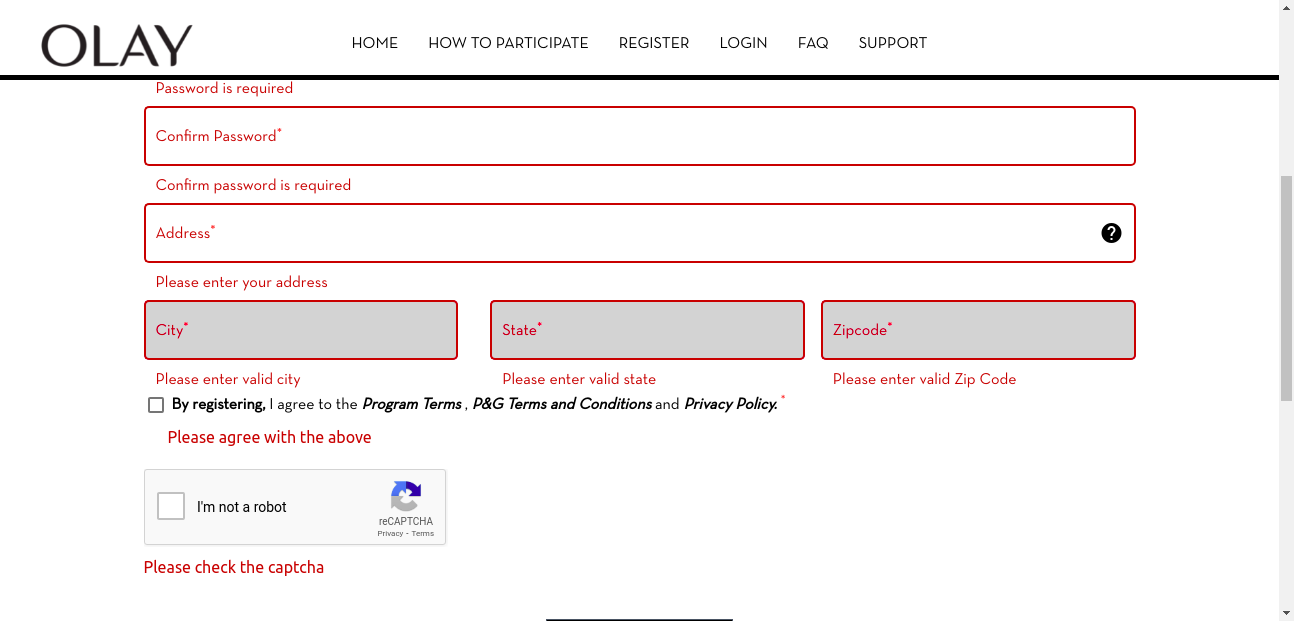 OLAY
HOME HOW TO PARTICIPATE REGISTER LOGIN FAQ SUPPORT
Password is required
Confirm Password*
Confirm password is required
Address*
?
Please enter your address
City* State* Zipcode*
Please enter valid city Please enter valid state Please enter valid Zip Code
By registering, I agree to the Program Terms , P&G Terms and Conditions and Privacy Policy. *
Please agree with the above
I'm not a robot
reCAPTCHA
Privacy - Terms
Please check the captcha